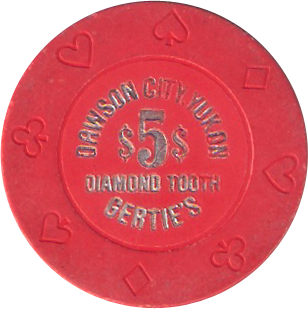 DAWSON CITY, YUKON
$5$
DIAMOND TOOTH
GERTIE'S